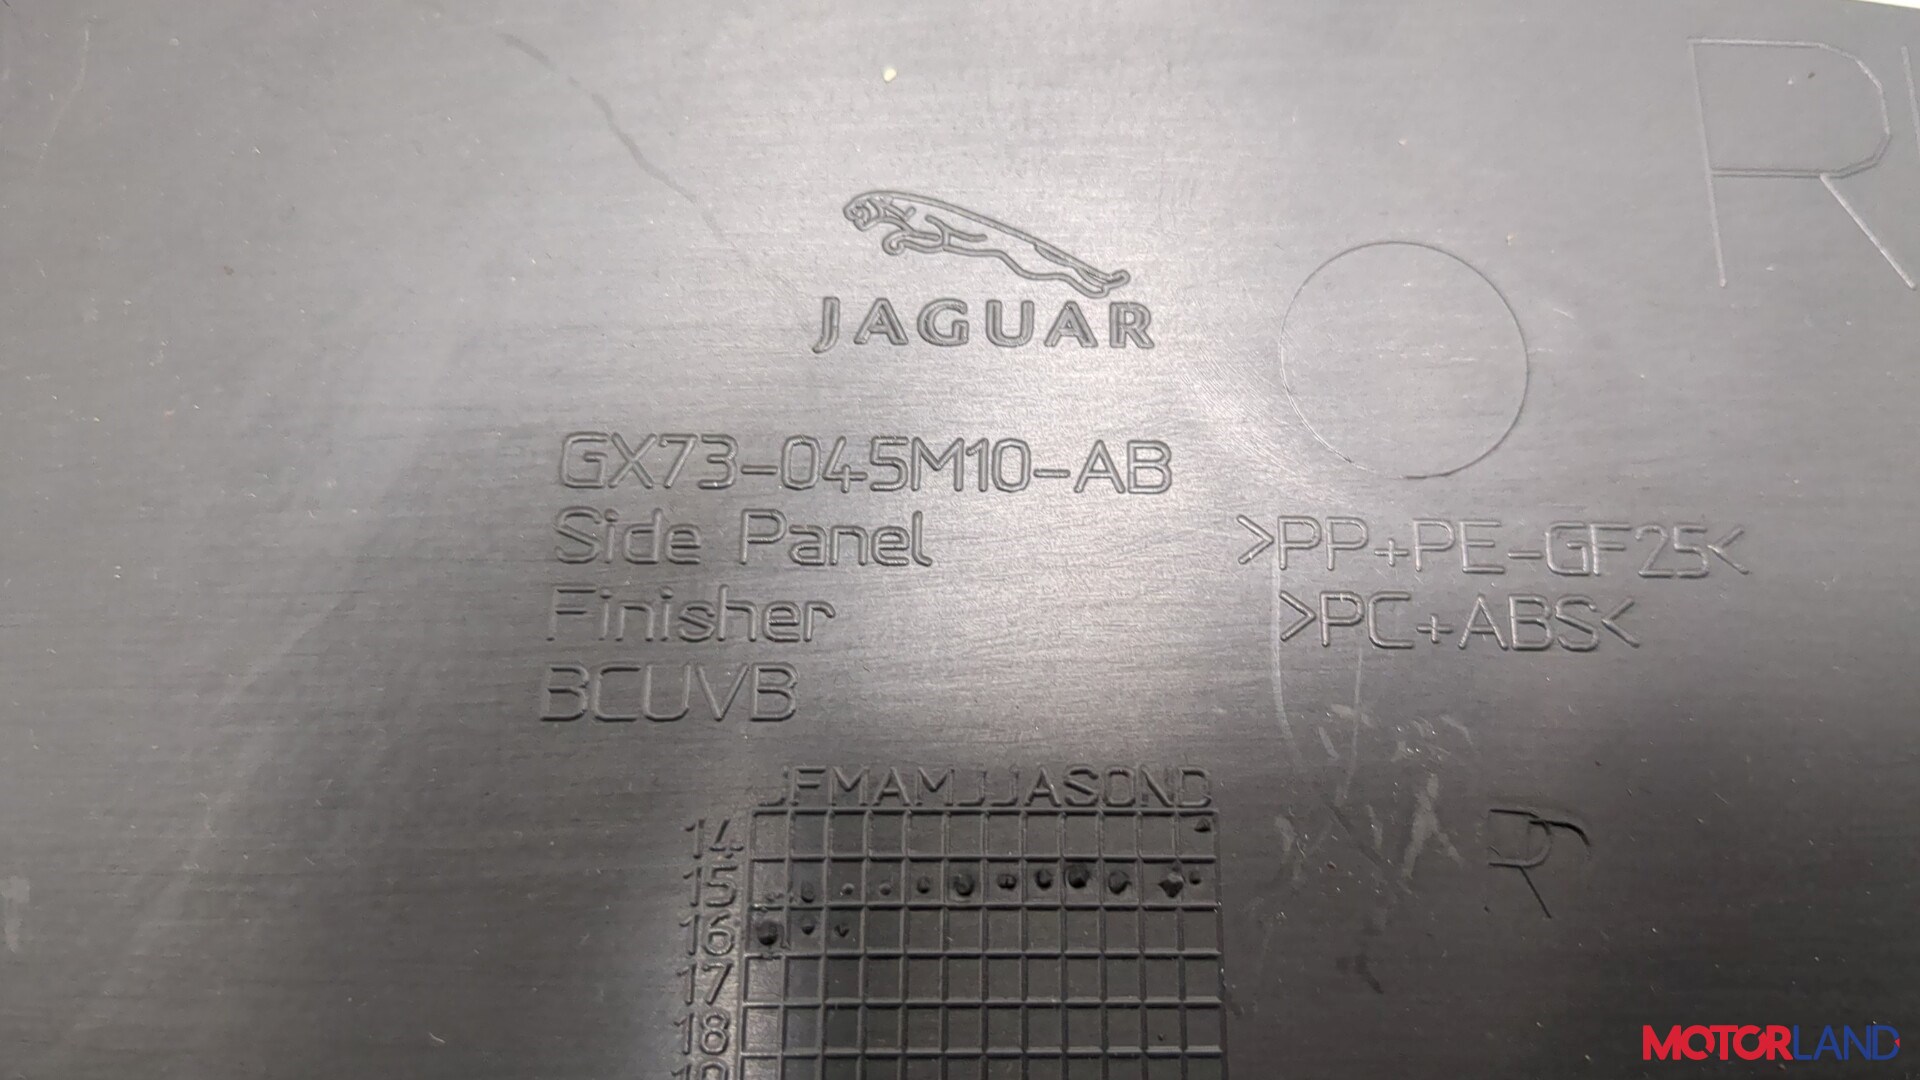 JAGUAR
GX73-045M10-AB
Side Panel
Finisher
BCUVB
>PP+PE-GF25<
>PC+ABS<
R
JFMAMJJASOND
14
15
16
17
18
MOTORLAND